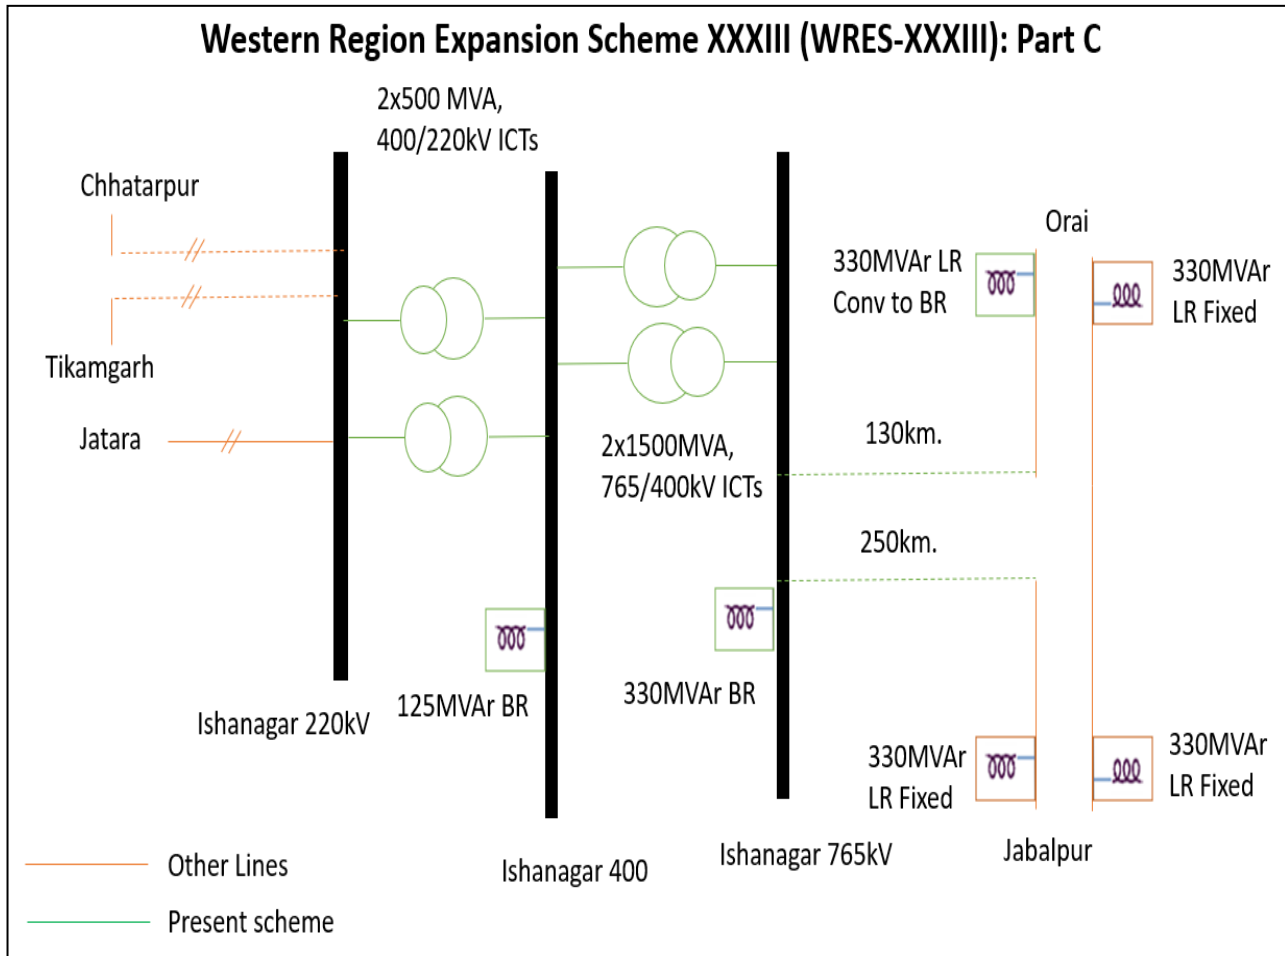 Western Region Expansion Scheme XXXIII (WRES-XXXIII): Part C
2x500 MVA,
400/220kV ICTs
Chhatarpur
Tikamgarh
Jatara
2x1500MVA,
765/400kV ICTs
Orai
330MVAr LR
Conv to BR
330MVAr
LR Fixed
130km.
250km.
125MVAr BR
330MVAr BR
Ishanagar 220kV
330MVAr
LR Fixed
330MVAr
LR Fixed
Ishanagar 400
Ishanagar 765kV
Jabalpur
Other Lines
Present scheme